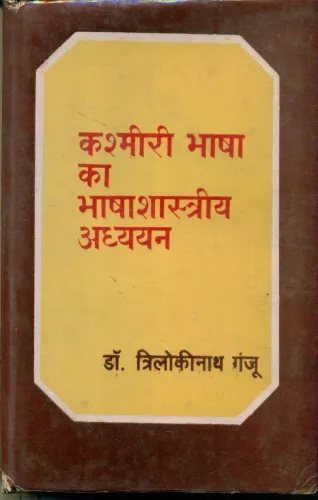 कश्मीरी भाषा
का
भाषाशास्त्रीय
अध्ययन
डॉ. त्रिलोकीनाथ गंजू